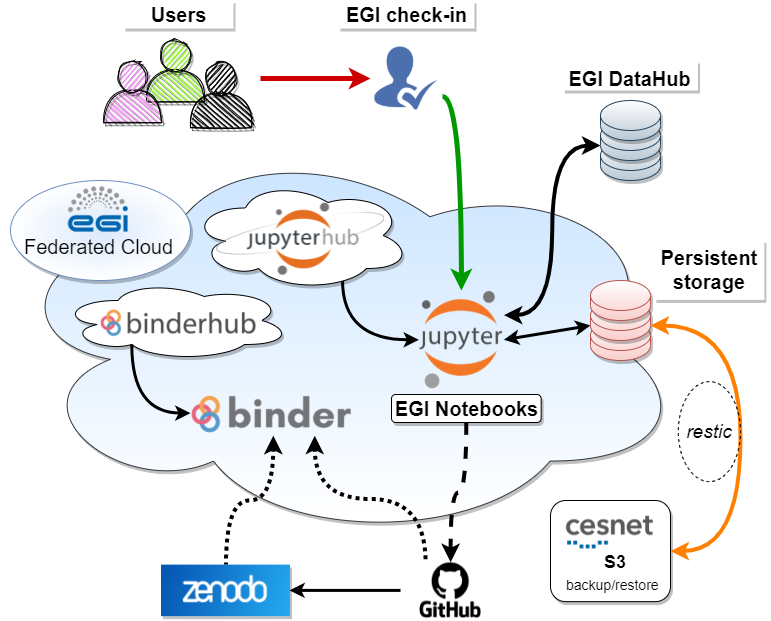 Users
EGI check-in
EGI DataHub
EGI
Federated Cloud
jupyterhub
Persistent
storage
binderhub
jupyter
EGI Notebooks
binder
restic
cesnet
S3
backup/restore
zenodo
GitHub